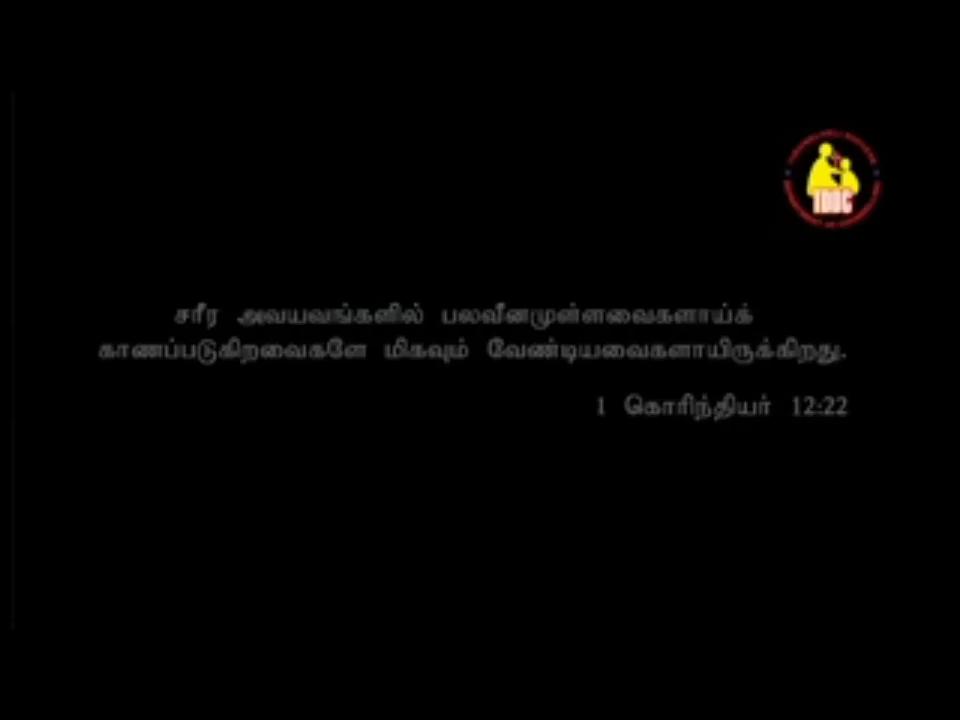 சரீர அவயவங்களில் பலவீனமுள்ளவைகளாய்க்
காணப்படுகிறவைகளே மிகவும் வேண்டியவைகளாயிருக்கிறது.
1 கொரிந்தியர் 12:22